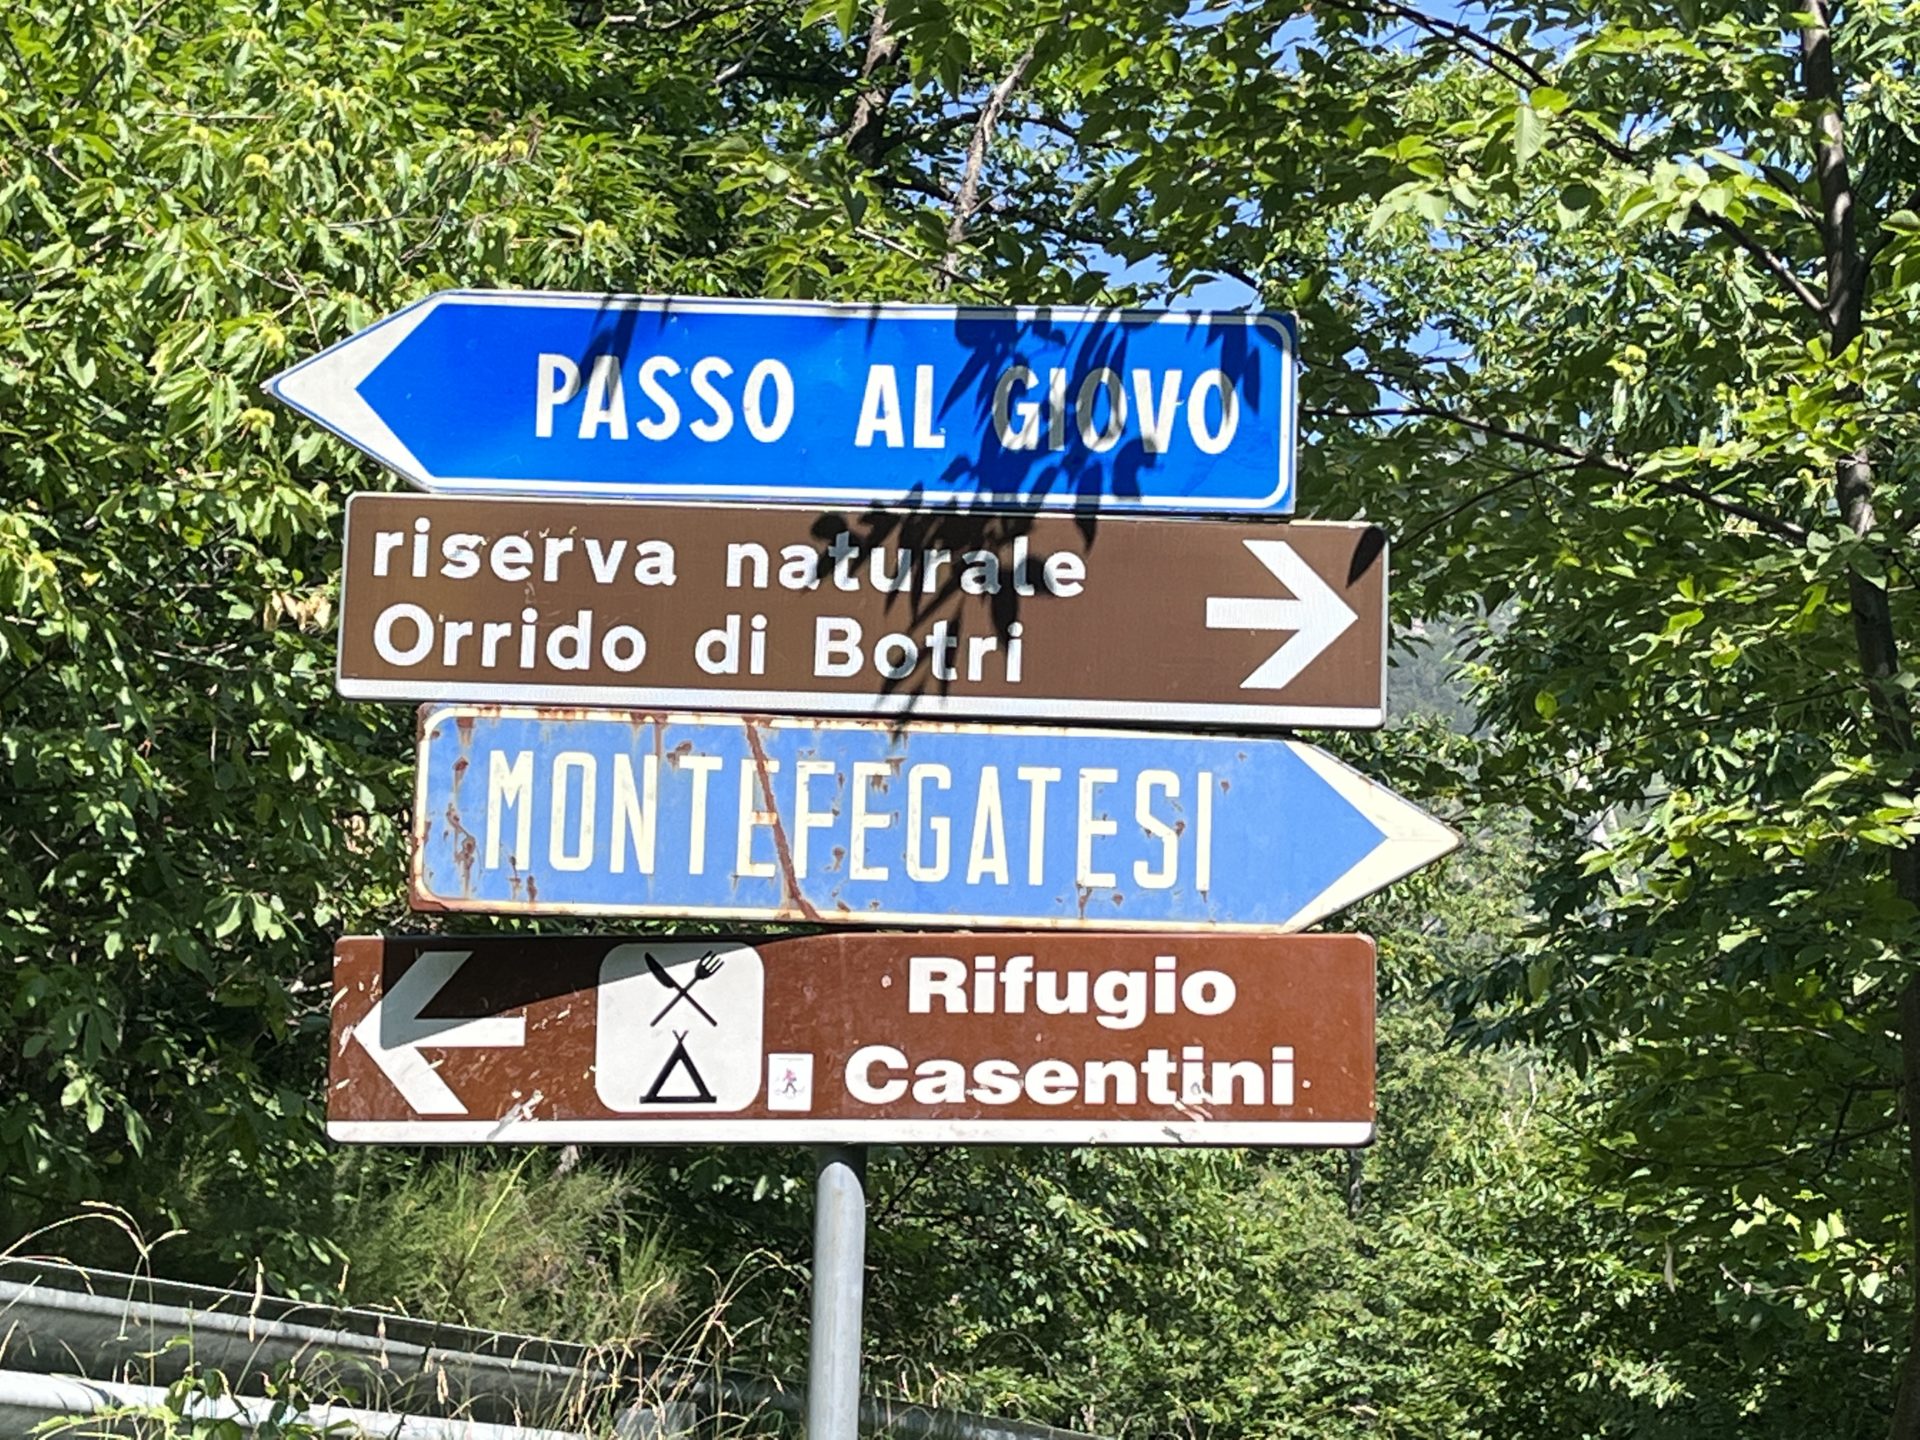 PASSO AL GIOVO
riserva naturale
Orrido di Botri
MONTEFEGATESI
Rifugio
Casentini